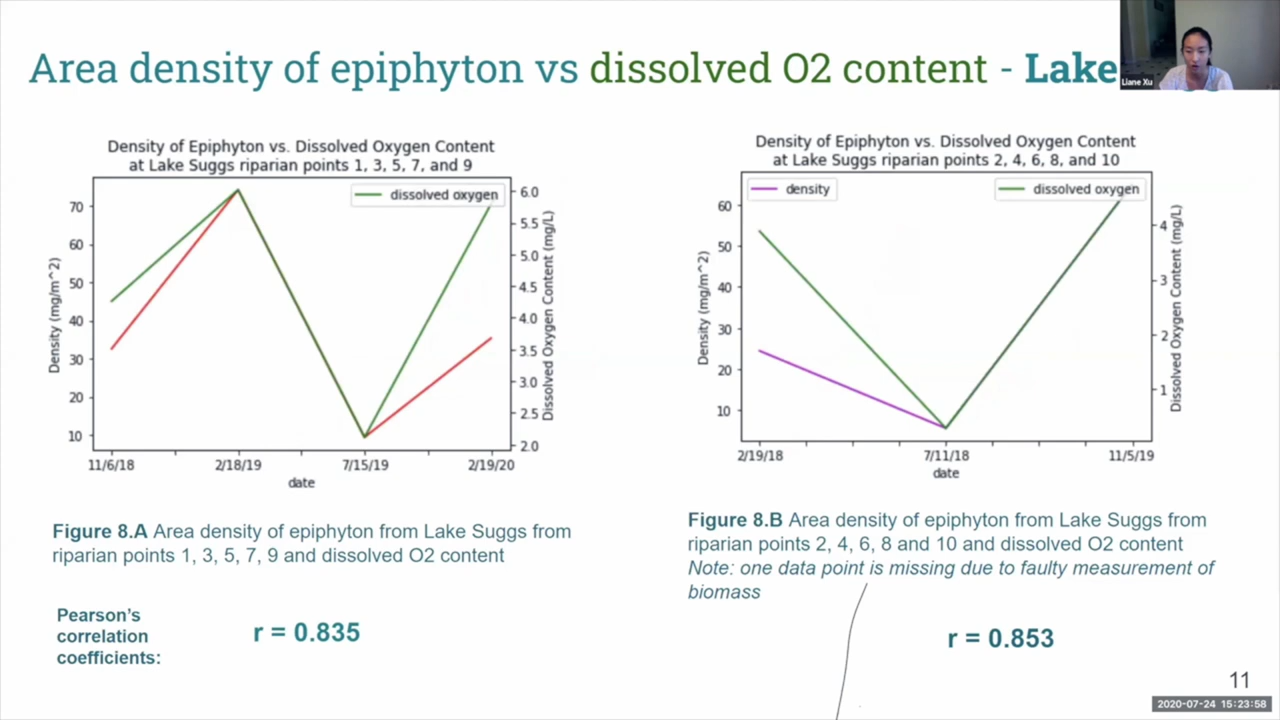 Area density of epiphyton vs dissolved O2 content - Lake
Liane Xu
Density of Epiphyton vs. Dissolved Oxygen Content
at Lake Suggs riparian points 1, 3, 5, 7, and 9
dissolved oxygen
Density (mg/m^2)
70
60
50
40
30
20
10
6.0
5.5
5.0
4.5
4.0
3.5
3.0
2.5
2.0
Dissolved Oxygen Content (mg/L)
11/6/18
2/18/19
7/15/19
2/19/20
date
Figure 8.A Area density of epiphyton from Lake Suggs from
riparian points 1, 3, 5, 7, 9 and dissolved O2 content
Pearson's
correlation
coefficients:
r = 0.835
Density of Epiphyton vs. Dissolved Oxygen Content
at Lake Suggs riparian points 2, 4, 6, 8, and 10
density
dissolved oxygen
Density (mg/m^2)
60
50
40
30
20
10
4
3
2
1
Dissolved Oxygen Content (mg/L)
2/19/18
7/11/18
11/5/19
date
Figure 8.B Area density of epiphyton from Lake Suggs from
riparian points 2, 4, 6, 8 and 10 and dissolved O2 content
Note: one data point is missing due to faulty measurement of
biomass
r = 0.853
11
2020-07-24 15:23:58